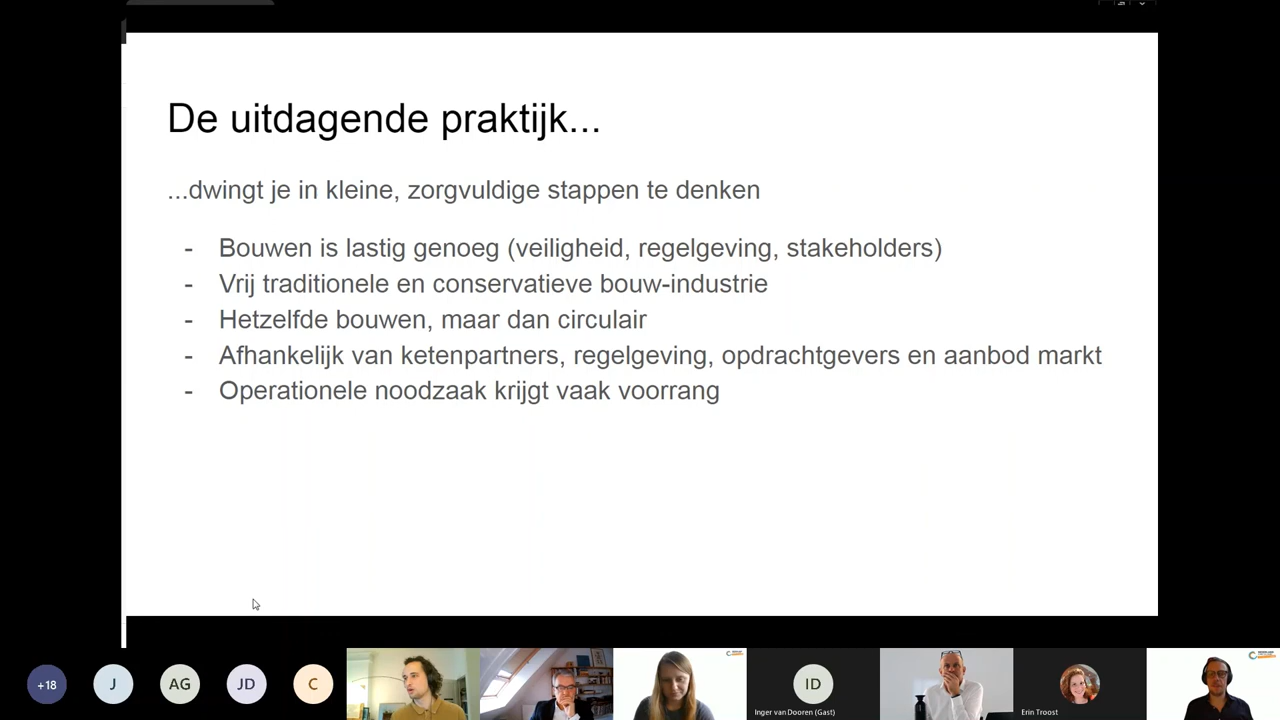 De uitdagende praktijk...
...dwingt je in kleine, zorgvuldige stappen te denken
- Bouwen is lastig genoeg (veiligheid, regelgeving, stakeholders)
- Vrij traditionele en conservatieve bouw-industrie
- Hetzelfde bouwen, maar dan circulair
- Afhankelijk van ketenpartners, regelgeving, opdrachtgevers en aanbod markt
- Operationele noodzaak krijgt vaak voorrang
+18
J
AG
JD
C
ID
Inger van Dooren (Gast)
Erin Troost